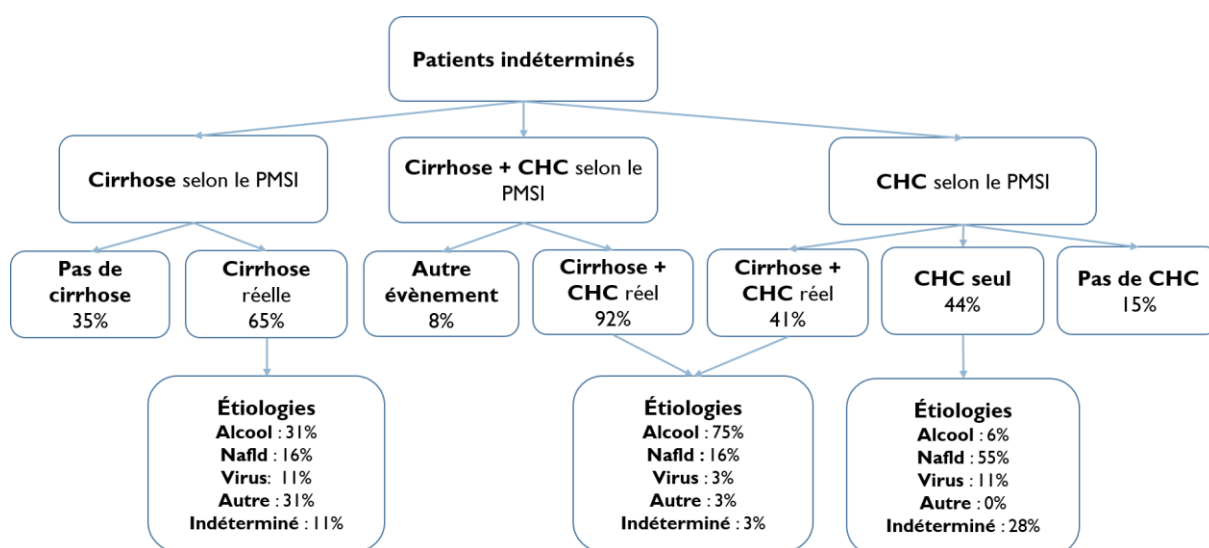 Patients indéterminés
Cirrhose selon le PMSI
Cirrhose + CHC selon le
PMSI
CHC selon le PMSI
Pas de
cirrhose
35%
Cirrhose
réelle
65%
Autre
évènement
8%
Cirrhose +
CHC réel
92%
Cirrhose +
CHC réel
41%
CHC seul
44%
Pas de CHC
15%
Étiologies
Alcool : 31%
Nafld : 16%
Virus: 11%
Autre : 31%
Indéterminé : 11%
Étiologies
Alcool : 75%
Nafld : 16%
Virus : 3%
Autre : 3%
Indéterminé : 3%
Étiologies
Alcool : 6%
Nafld : 55%
Virus : 11%
Autre : 0%
Indéterminé : 28%